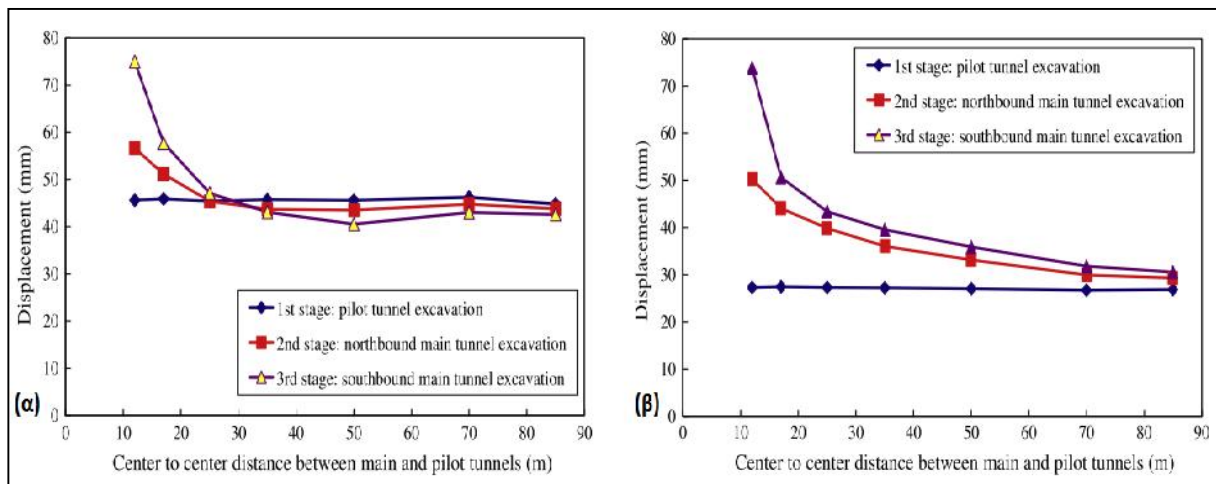 80
70
60
50
40
30
20
10
0
Displacement (mm)
1st stage: pilot tunnel excavation
2nd stage: northbound main tunnel excavation
3rd stage: southbound main tunnel excavation
(α)
0 10 20 30 40 50 60 70 80 90
Center to center distance between main and pilot tunnels (m)
80
70
60
50
40
30
20
10
0
Displacement (mm)
1st stage: pilot tunnel excavation
2nd stage: northbound main tunnel excavation
3rd stage: southbound main tunnel excavation
(β)
0 10 20 30 40 50 60 70 80 90
Center to center distance between main and pilot tunnels (m)